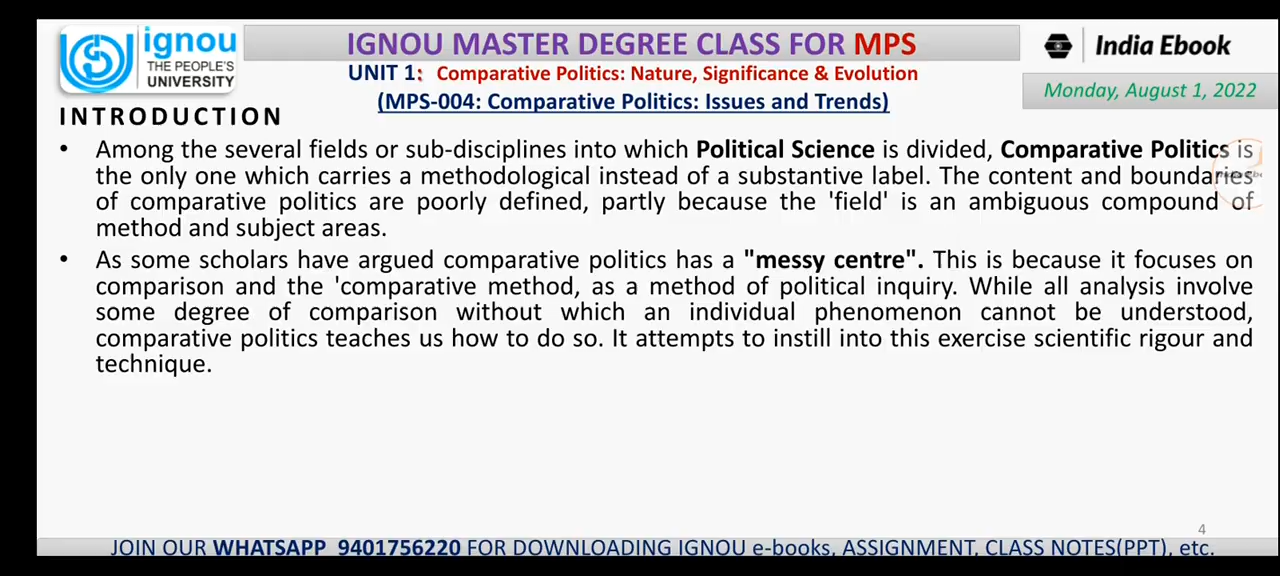 ignou
THE PEOPLE'S
UNIVERSITY
IGNOU MASTER DEGREE CLASS FOR MPS
India Ebook
UNIT 1: Comparative Politics: Nature, Significance & Evolution
(MPS-004: Comparative Politics: Issues and Trends)
Monday, August 1, 2022
INTRODUCTION
• Among the several fields or sub-disciplines into which Political Science is divided, Comparative Politics is
the only one which carries a methodological instead of a substantive label. The content and boundaries
of comparative politics are poorly defined, partly because the 'field' is an ambiguous compound of
method and subject areas.
• As some scholars have argued comparative politics has a "messy centre". This is because it focuses on
comparison and the 'comparative method, as a method of political inquiry. While all analysis involve
some degree of comparison without which an individual phenomenon cannot be understood,
comparative politics teaches us how to do so. It attempts to instill into this exercise scientific rigour and
technique.
4
JOIN OUR WHATSAPP 9401756220 FOR DOWNLOADING IGNOU e-books, ASSIGNMENT, CLASS NOTES(PPT), etc.